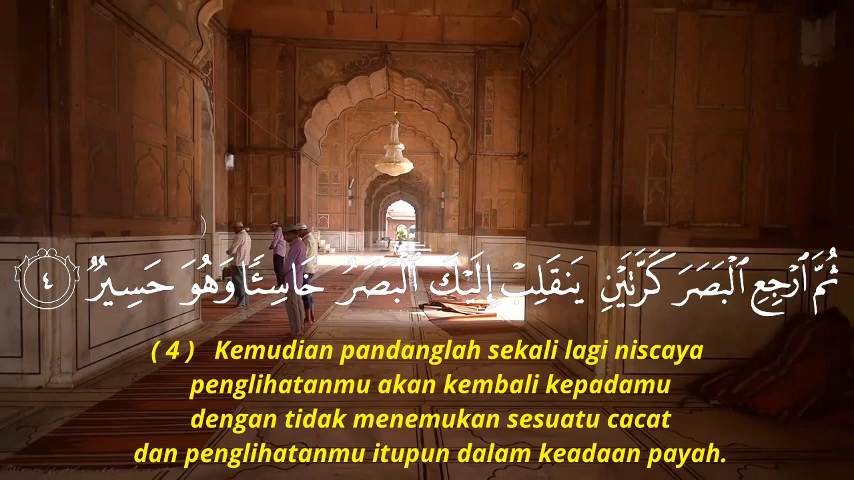 ثُمَّ ٱرْجِعِ ٱلْبَصَرَ كَرَّتَيْنِ يَنقَلِبْ إِلَيْكَ ٱلْبَصَرُ خَاسِئًا وَهُوَ حَسِيرٌ ٤
( 4 ) Kemudian pandanglah sekali lagi niscaya
penglihatanmu akan kembali kepadamu
dengan tidak menemukan sesuatu cacat
dan penglihatanmu itupun dalam keadaan payah.